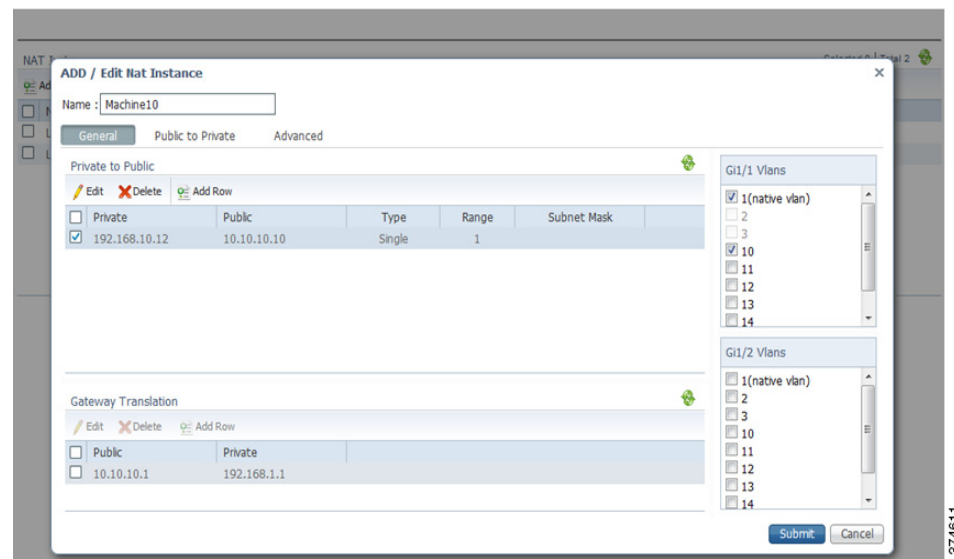 NAT
Total 2
ADD / Edit Nat Instance
Name : Machine10
General Public to Private Advanced
Private to Public
Edit Delete Add Row
Private Public Type Range Subnet Mask
192.168.10.12 10.10.10.10 Single 1
Gateway Translation
Edit Delete Add Row
Public Private
10.10.10.1 192.168.1.1
Gi1/1 Vlans
1(native vlan)
2
3
10
11
12
13
14
Gi1/2 Vlans
1(native vlan)
2
3
10
11
12
13
14
Submit Cancel
374611